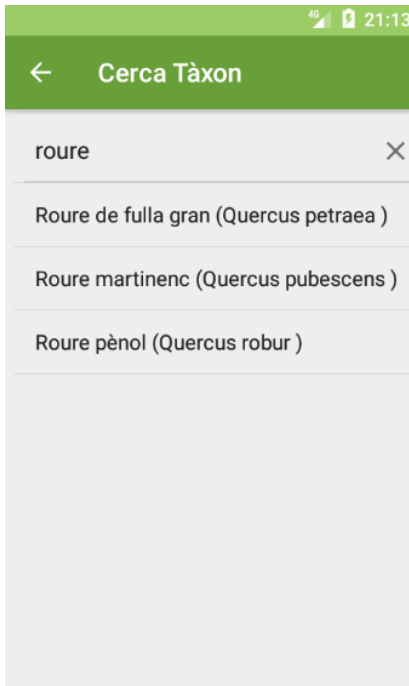 4G 21:13
Cerca Tàxon
roure
Roure de fulla gran (Quercus petraea )
Roure martinenc (Quercus pubescens )
Roure pènol (Quercus robur )